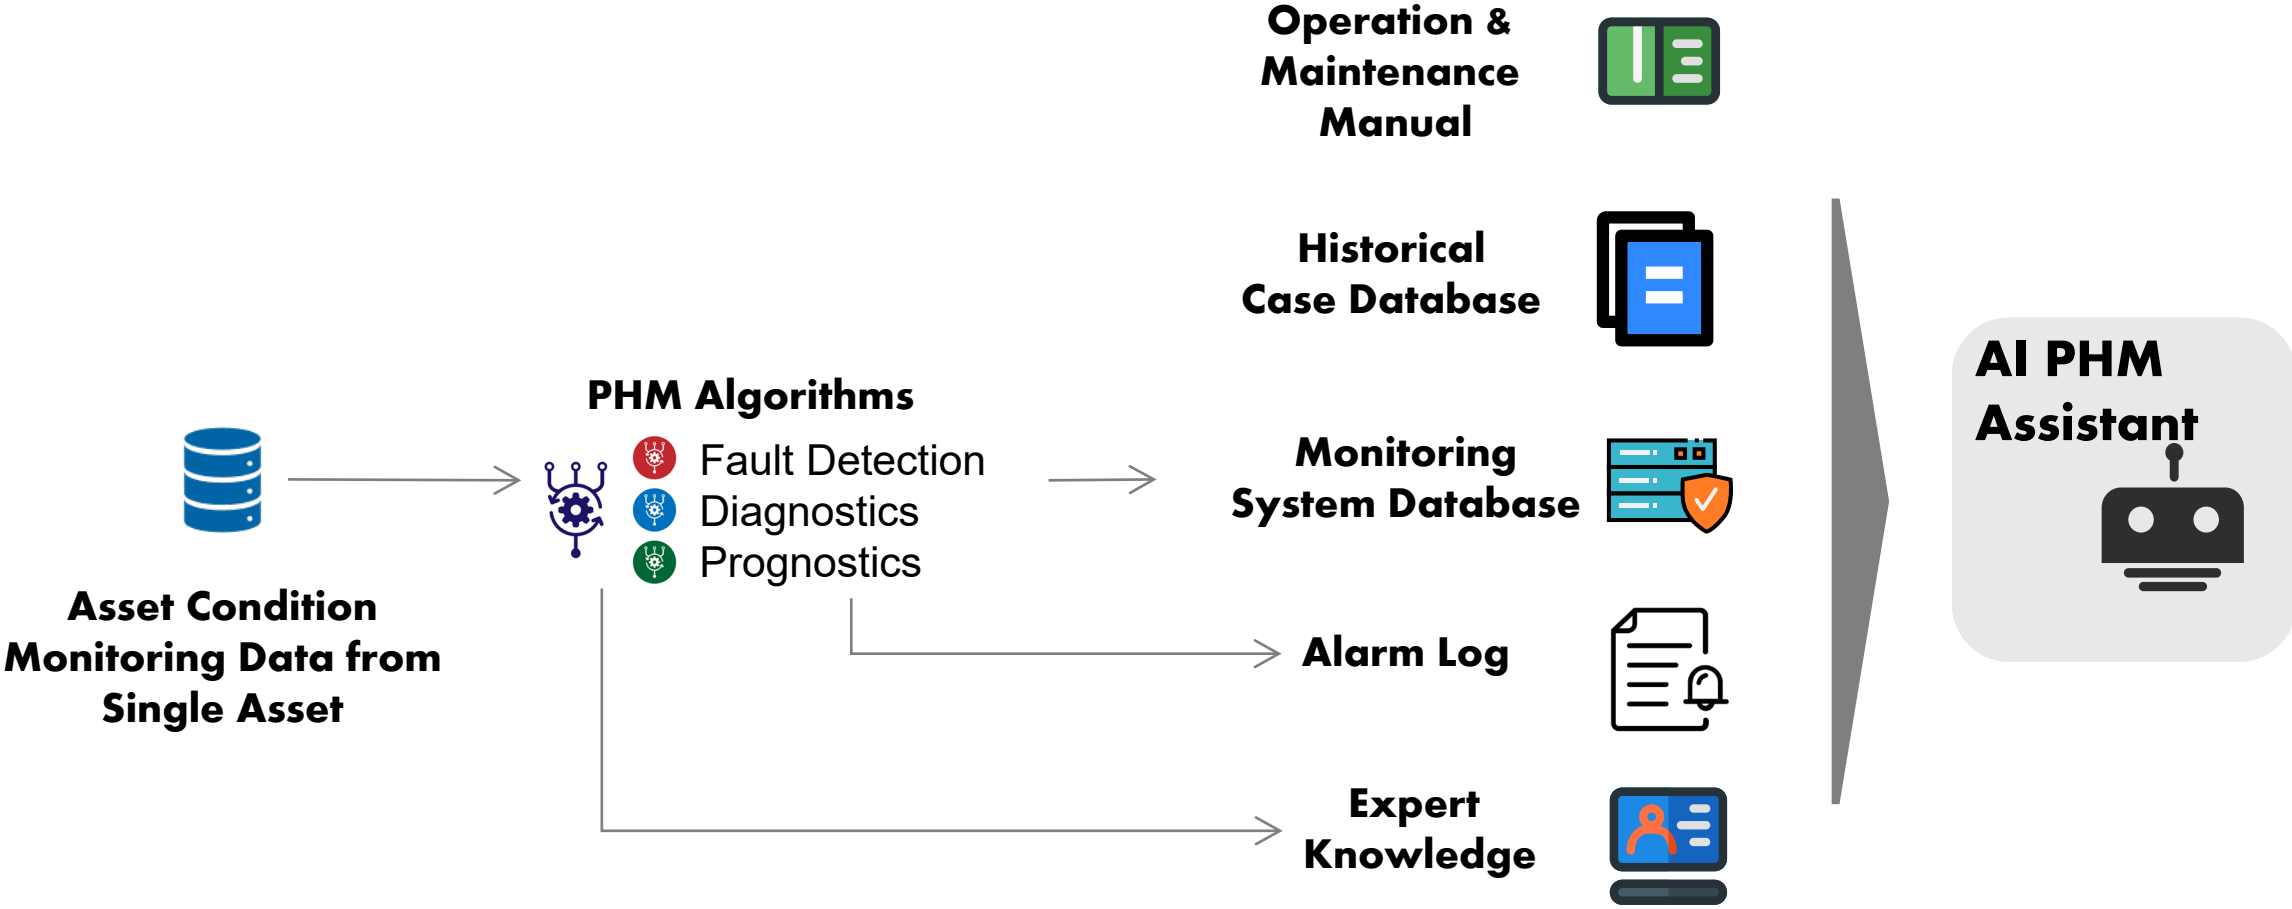 Operation &
Maintenance
Manual
Historical
Case Database
PHM Algorithms
Fault Detection
Diagnostics
Prognostics
Monitoring
System Database
AI PHM
Assistant
Asset Condition
Monitoring Data from
Single Asset
Alarm Log
Expert
Knowledge